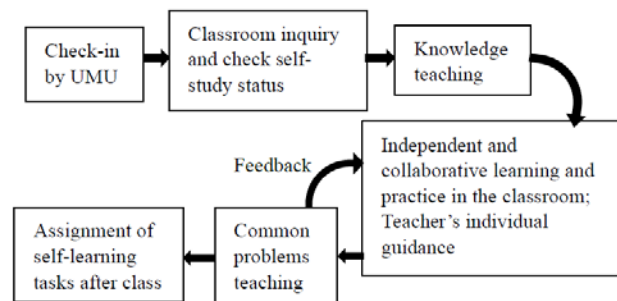 Check-in
by UMU
Classroom inquiry
and check self-
study status
Knowledge
teaching
Independent and
collaborative learning and
practice in the classroom;
Teacher's individual
guidance
Feedback
Common
problems
teaching
Assignment of
self-learning
tasks after class